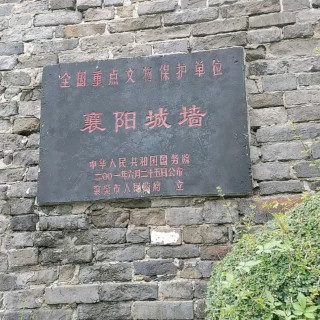 全国重点文物保护单位
襄阳城墙
中华人民共和国国务院
二〇〇一年六月二十五日公布
襄樊市人民政府 立